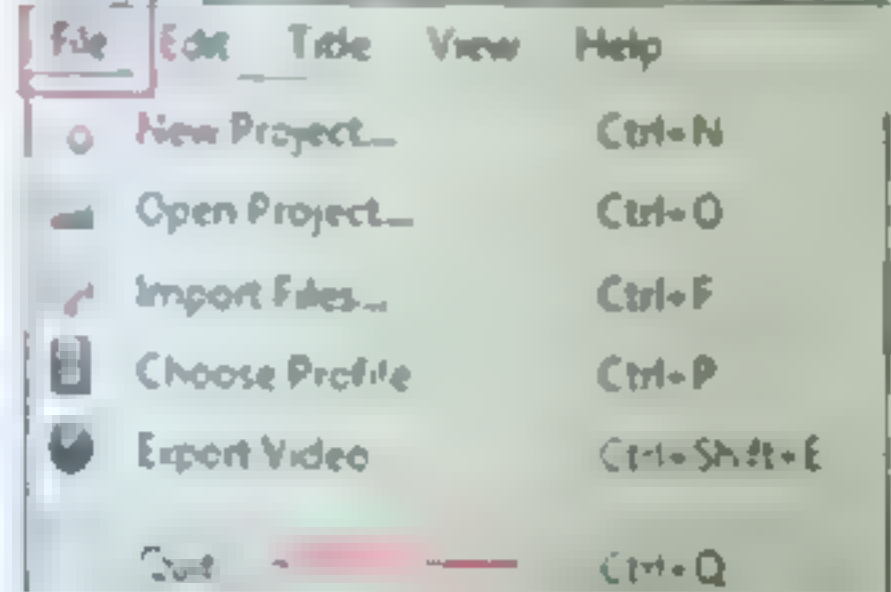 File Edit Title View Help
New Project... Ctrl+N
Open Project... Ctrl+O
Import Files... Ctrl+F
Choose Profile Ctrl+P
Export Video Ctrl+Shift+E
Quit Ctrl+Q